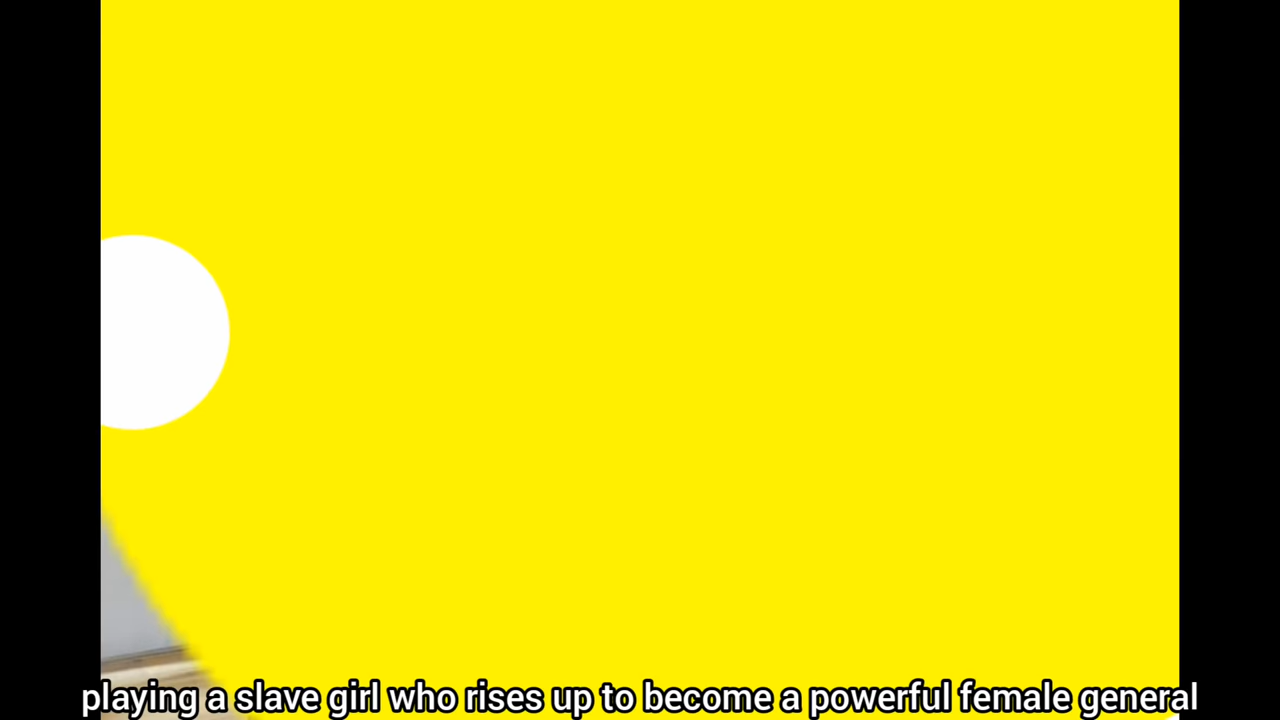 playing a slave girl who rises up to become a powerful female general